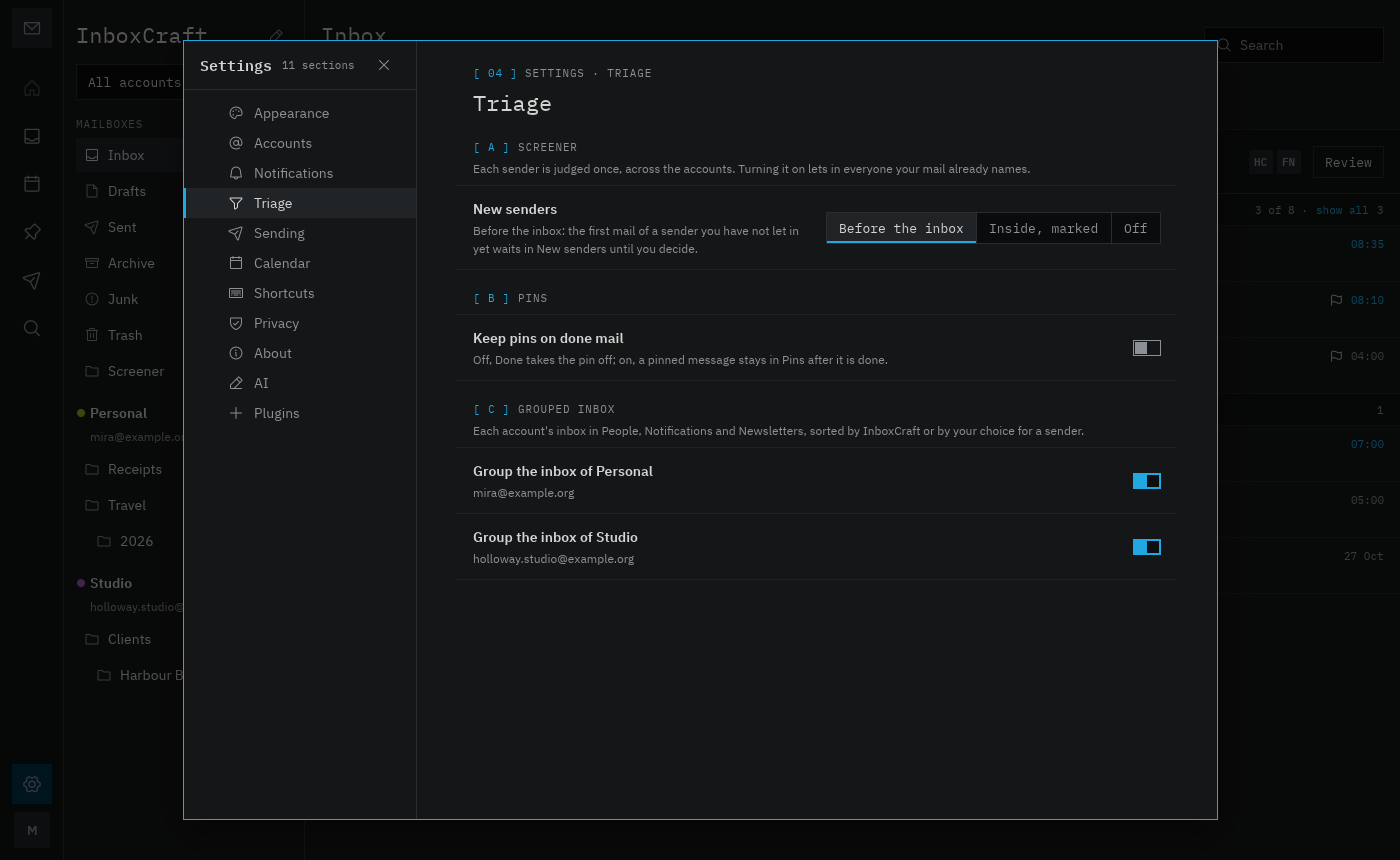 InboxCraft
All accounts
MAILBOXES
Inbox
Drafts
Sent
Archive
Junk
Trash
Screener
Personal
mira@example.or
Receipts
Travel
2026
Studio
holloway.studio@
Clients
Harbour B
M
Inbox
Search
HC FN Review
3 of 8 · show all 3
08:35
08:10
04:00
1
07:00
05:00
27 Oct
Settings 11 sections
Appearance
Accounts
Notifications
Triage
Sending
Calendar
Shortcuts
Privacy
About
AI
Plugins
[ 04 ] SETTINGS · TRIAGE
Triage
[ A ] SCREENER
Each sender is judged once, across the accounts. Turning it on lets in everyone your mail already names.
New senders
Before the inbox: the first mail of a sender you have not let in
yet waits in New senders until you decide.
Before the inbox Inside, marked Off
[ B ] PINS
Keep pins on done mail
Off, Done takes the pin off; on, a pinned message stays in Pins after it is done.
[ C ] GROUPED INBOX
Each account's inbox in People, Notifications and Newsletters, sorted by InboxCraft or by your choice for a sender.
Group the inbox of Personal
mira@example.org
Group the inbox of Studio
holloway.studio@example.org